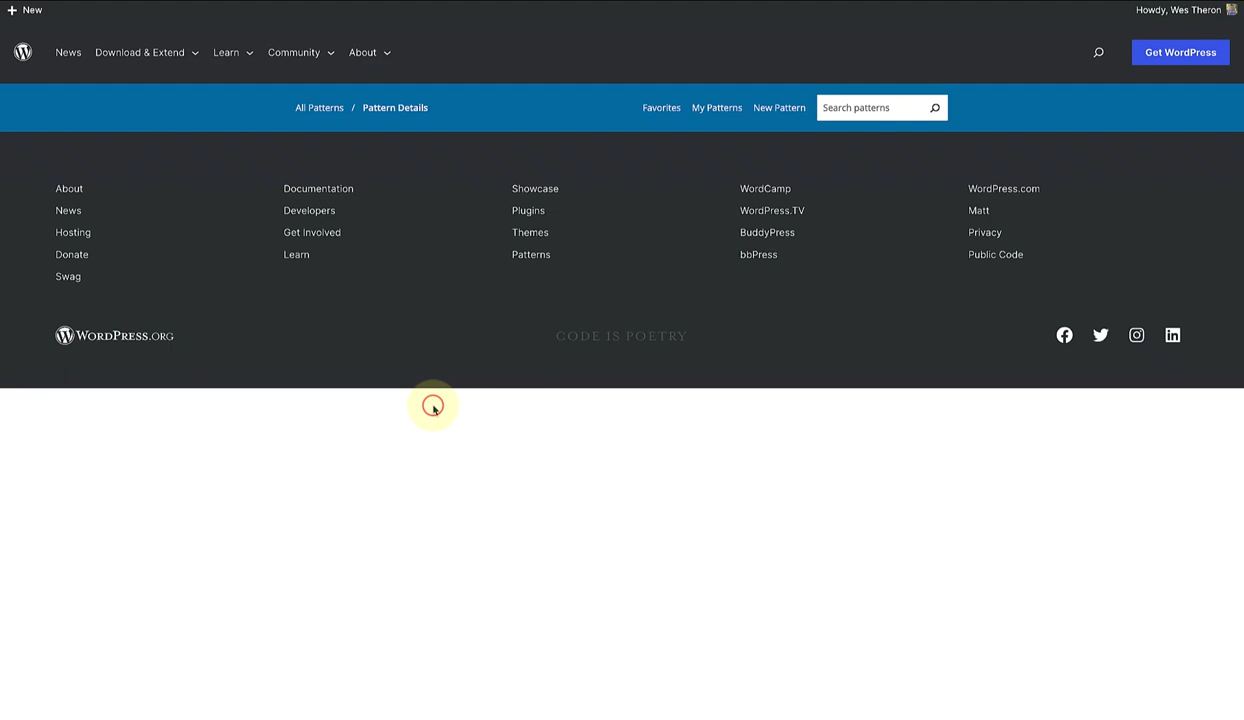 New
Howdy, Wes Theron
News Download & Extend Learn Community About
Get WordPress
All Patterns / Pattern Details
Favorites My Patterns New Pattern Search patterns
About Documentation Showcase WordCamp WordPress.com
News Developers Plugins WordPress.TV Matt
Hosting Get Involved Themes BuddyPress Privacy
Donate Learn Patterns bbPress Public Code
Swag
WORDPRESS.ORG
CODE IS POETRY